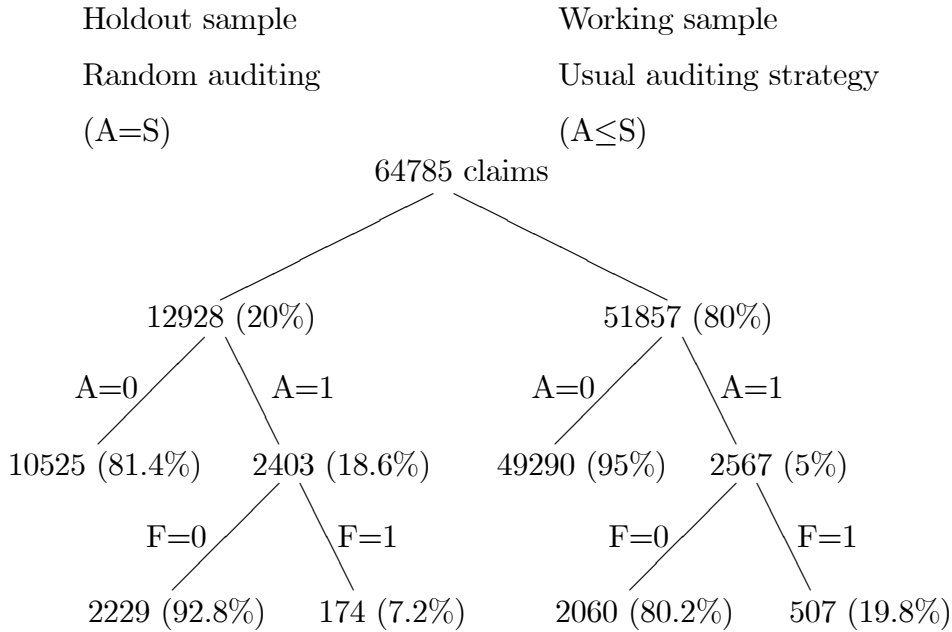 Holdout sample Working sample
Random auditing Usual auditing strategy
(A=S) (A≤S)
64785 claims
12928 (20%) 51857 (80%)
A=0 A=1 A=0 A=1
10525 (81.4%) 2403 (18.6%) 49290 (95%) 2567 (5%)
F=0 F=1 F=0 F=1
2229 (92.8%) 174 (7.2%) 2060 (80.2%) 507 (19.8%)